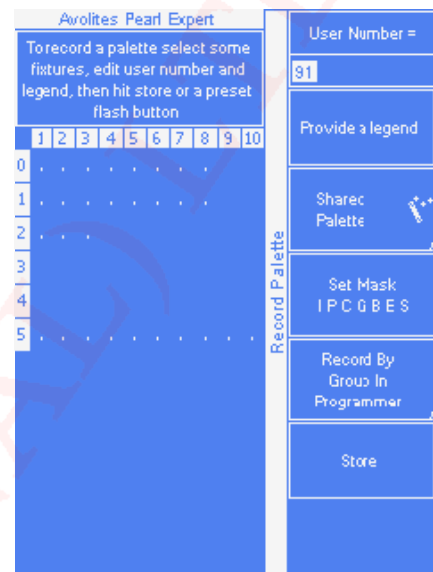 Avolites Pearl Expert
To record a palette select some
fixtures, edit user number and
legend, then hit store or a preset
flash button
1 2 3 4 5 6 7 8 9 10
0
1
2
3
4
5
Record Palette
User Number =
91
Provide a legend
Shared
Palette
Set Mask
I P C G B E S
Record By
Group In
Programmer
Store